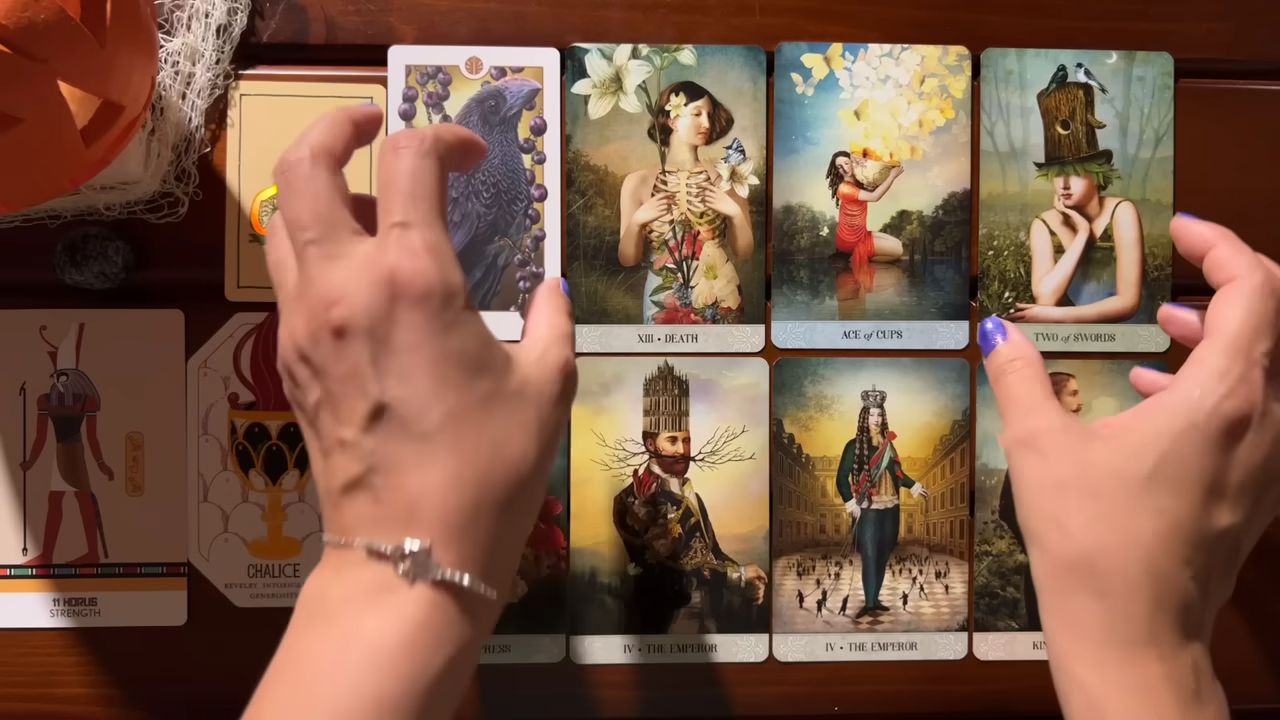 XIII • DEATH
ACE of CUPS
TWO of SWORDS
11 HORUS
STRENGTH
CHALICE
IV • THE EMPEROR
IV • THE EMPEROR